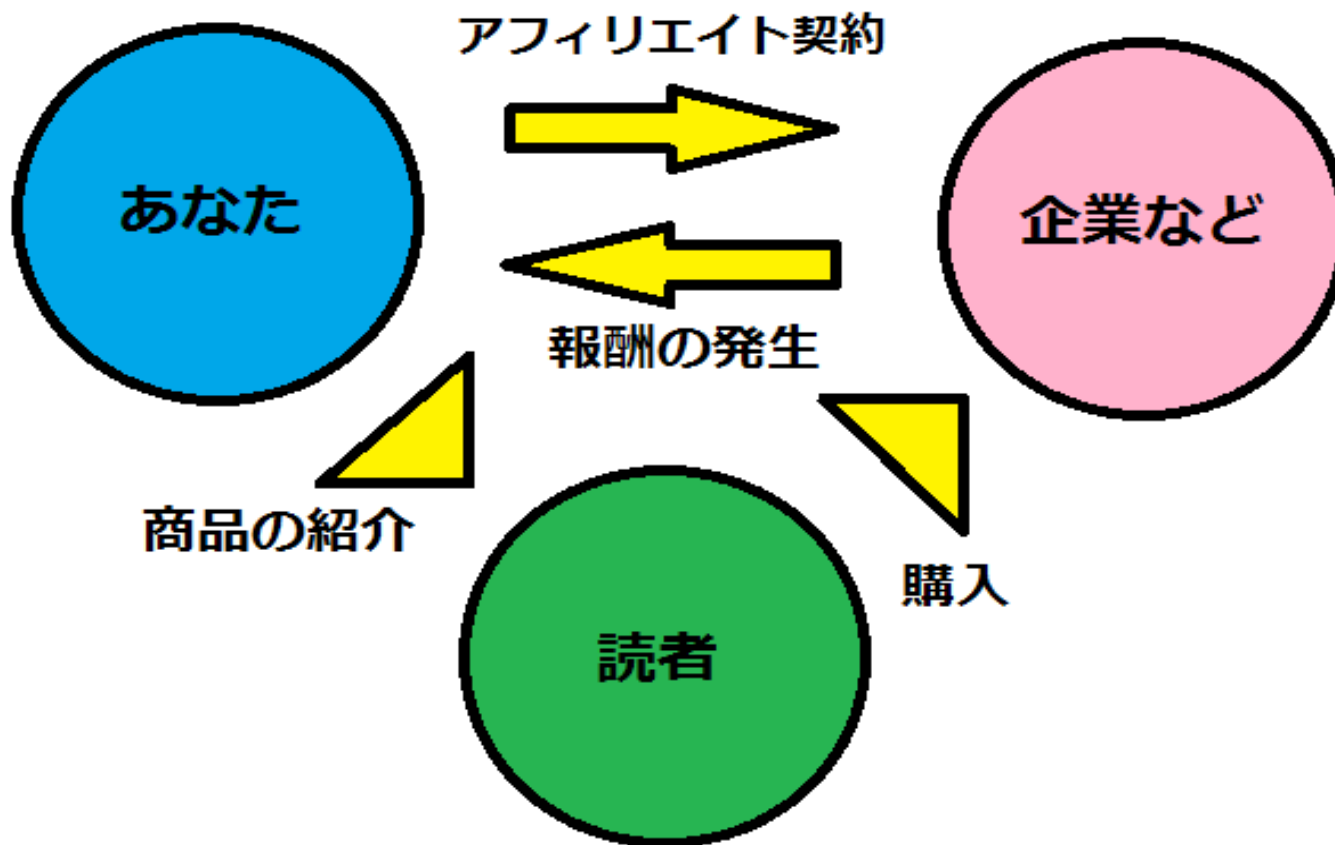 アフィリエイト契約
あなた
企業など
報酬の発生
商品の紹介
購入
読者